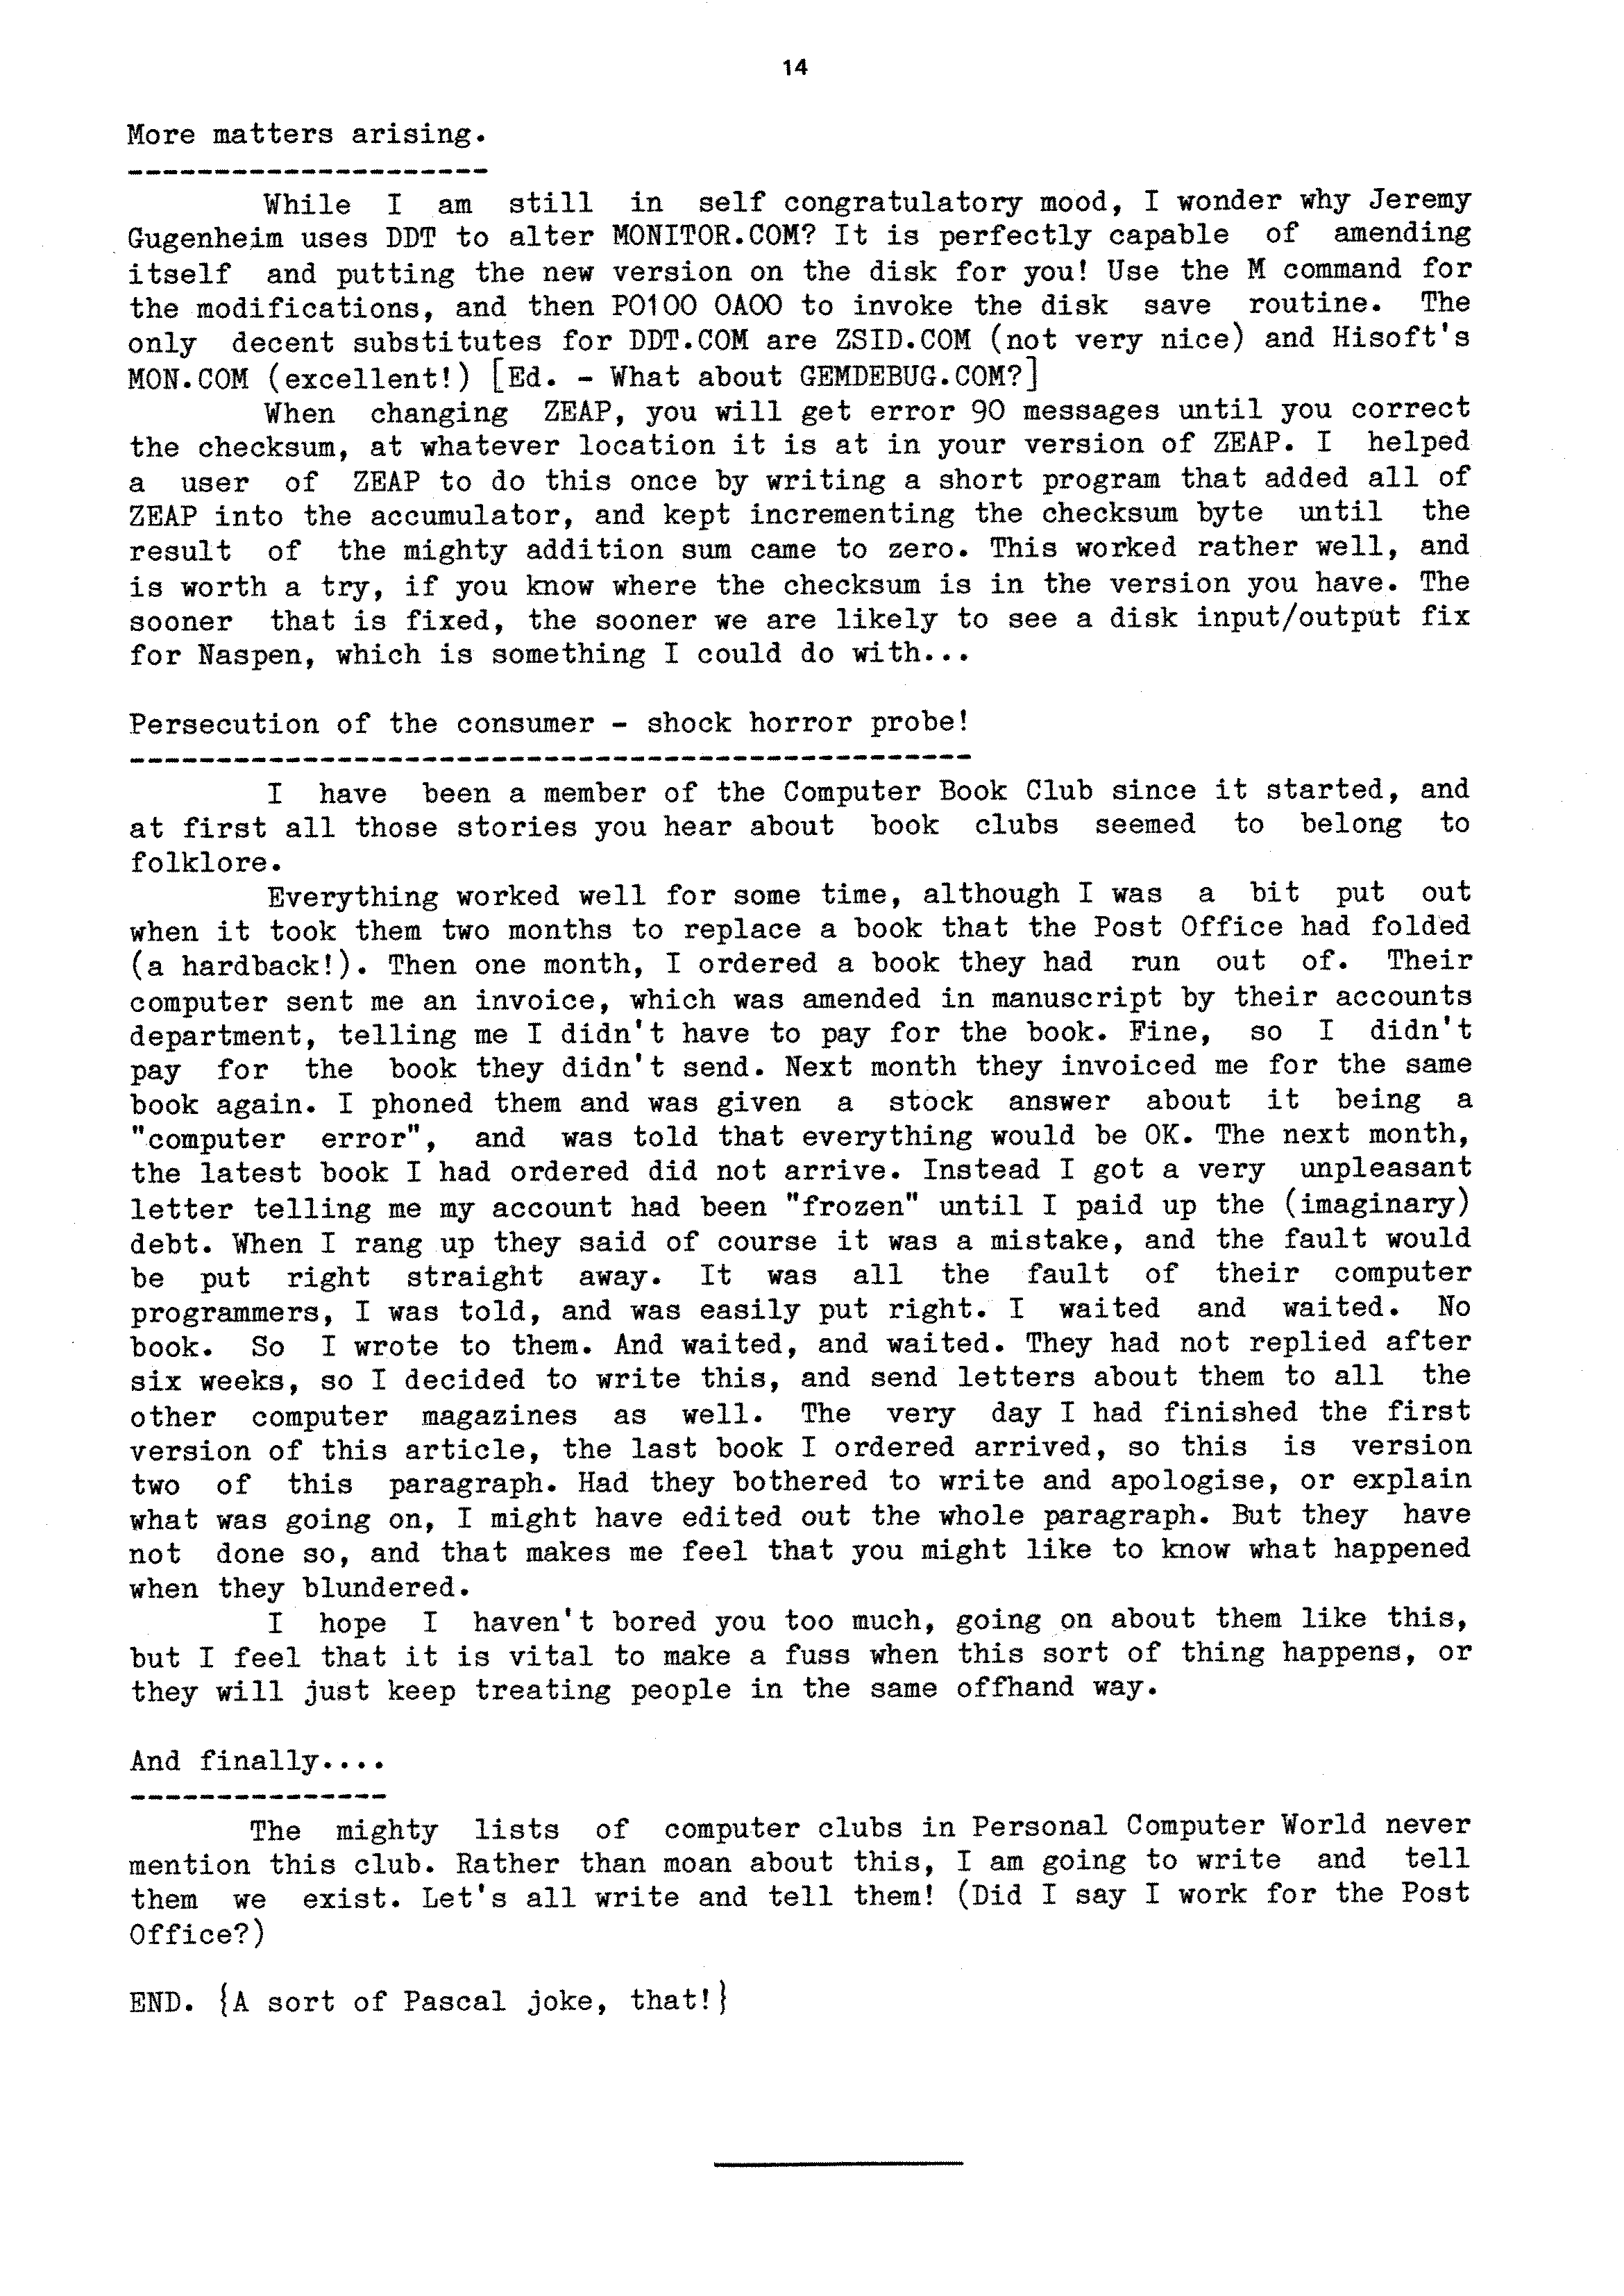 14
More matters arising.
---------------------
While I am still in self congratulatory mood, I wonder why Jeremy
Gugenheim uses DDT to alter MONITOR.COM? It is perfectly capable of amending
itself and putting the new version on the disk for you! Use the M command for
the modifications, and then P0100 0A00 to invoke the disk save routine. The
only decent substitutes for DDT.COM are ZSID.COM (not very nice) and Hisoft's
MON.COM (excellent!) [Ed. - What about GEMDEBUG.COM?]
When changing ZEAP, you will get error 90 messages until you correct
the checksum, at whatever location it is at in your version of ZEAP. I helped
a user of ZEAP to do this once by writing a short program that added all of
ZEAP into the accumulator, and kept incrementing the checksum byte until the
result of the mighty addition sum came to zero. This worked rather well, and
is worth a try, if you know where the checksum is in the version you have. The
sooner that is fixed, the sooner we are likely to see a disk input/output fix
for Naspen, which is something I could do with...
Persecution of the consumer - shock horror probe!
-------------------------------------------------
I have been a member of the Computer Book Club since it started, and
at first all those stories you hear about book clubs seemed to belong to
folklore.
Everything worked well for some time, although I was a bit put out
when it took them two months to replace a book that the Post Office had folded
(a hardback!). Then one month, I ordered a book they had run out of. Their
computer sent me an invoice, which was amended in manuscript by their accounts
department, telling me I didn't have to pay for the book. Fine, so I didn't
pay for the book they didn't send. Next month they invoiced me for the same
book again. I phoned them and was given a stock answer about it being a
"computer error", and was told that everything would be OK. The next month,
the latest book I had ordered did not arrive. Instead I got a very unpleasant
letter telling me my account had been "frozen" until I paid up the (imaginary)
debt. When I rang up they said of course it was a mistake, and the fault would
be put right straight away. It was all the fault of their computer
programmers, I was told, and was easily put right. I waited and waited. No
book. So I wrote to them. And waited, and waited. They had not replied after
six weeks, so I decided to write this, and send letters about them to all the
other computer magazines as well. The very day I had finished the first
version of this article, the last book I ordered arrived, so this is version
two of this paragraph. Had they bothered to write and apologise, or explain
what was going on, I might have edited out the whole paragraph. But they have
not done so, and that makes me feel that you might like to know what happened
when they blundered.
I hope I haven't bored you too much, going on about them like this,
but I feel that it is vital to make a fuss when this sort of thing happens, or
they will just keep treating people in the same offhand way.
And finally....
---------------
The mighty lists of computer clubs in Personal Computer World never
mention this club. Rather than moan about this, I am going to write and tell
them we exist. Let's all write and tell them! (Did I say I work for the Post
Office?)
END. {A sort of Pascal joke, that!}